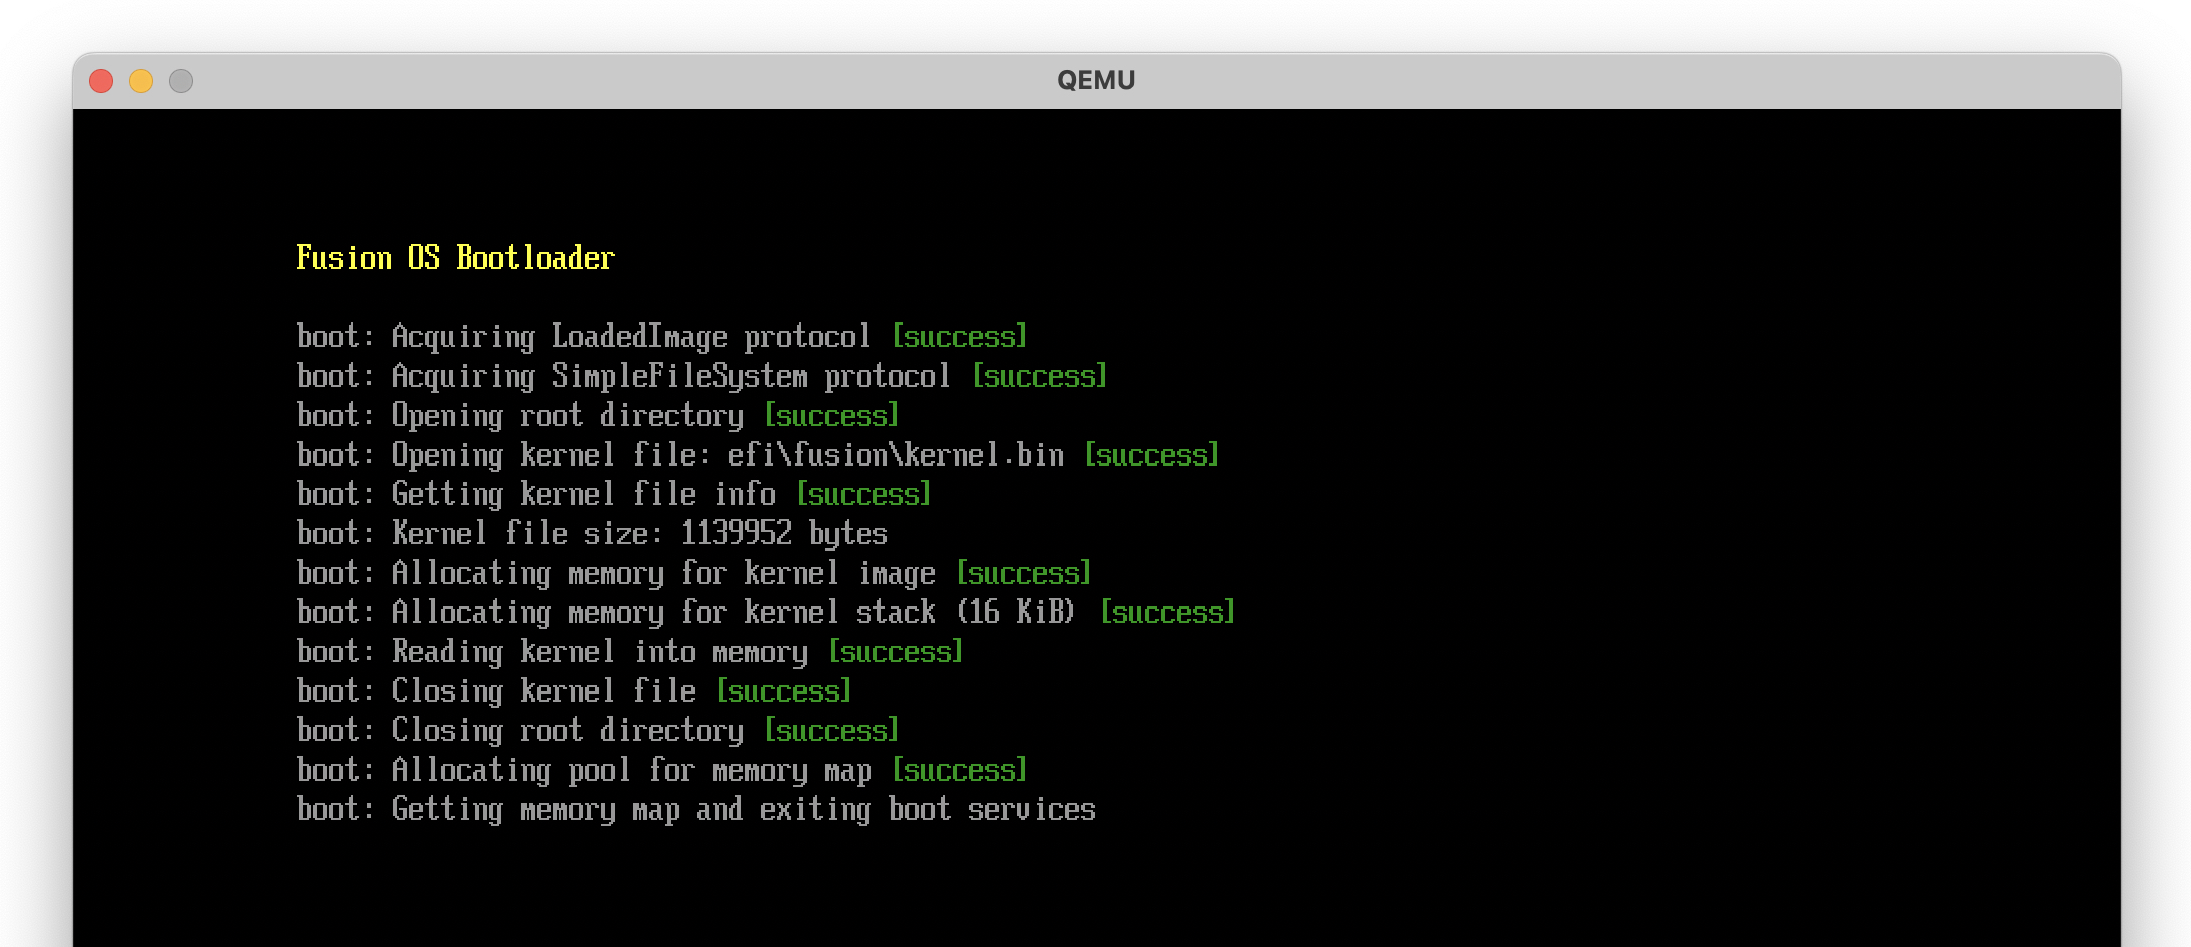 QEMU
Fusion OS Bootloader
boot: Acquiring LoadedImage protocol [success]
boot: Acquiring SimpleFileSystem protocol [success]
boot: Opening root directory [success]
boot: Opening kernel file: efi\fusion\kernel.bin [success]
boot: Getting kernel file info [success]
boot: Kernel file size: 1139952 bytes
boot: Allocating memory for kernel image [success]
boot: Allocating memory for kernel stack (16 KiB) [success]
boot: Reading kernel into memory [success]
boot: Closing kernel file [success]
boot: Closing root directory [success]
boot: Allocating pool for memory map [success]
boot: Getting memory map and exiting boot services